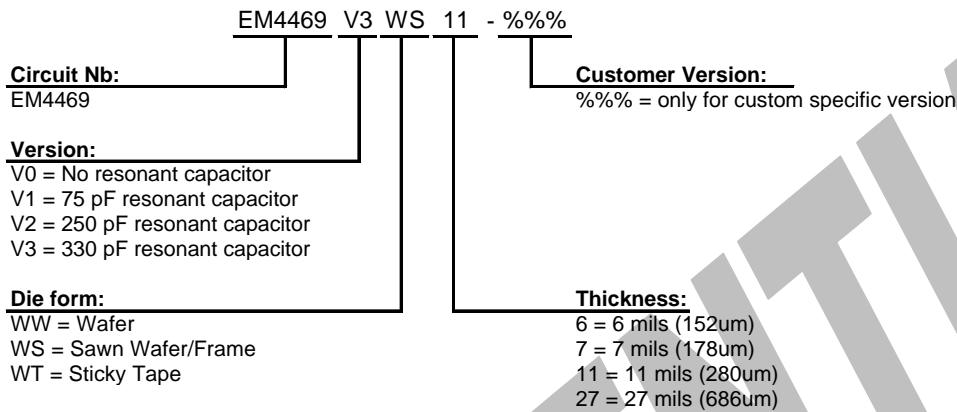 EM4469 V3 WS 11 - %%%
Circuit Nb:
EM4469
Customer Version:
%%% = only for custom specific version
Version:
V0 = No resonant capacitor
V1 = 75 pF resonant capacitor
V2 = 250 pF resonant capacitor
V3 = 330 pF resonant capacitor
Die form:
WW = Wafer
WS = Sawn Wafer/Frame
WT = Sticky Tape
Thickness:
6 = 6 mils (152um)
7 = 7 mils (178um)
11 = 11 mils (280um)
27 = 27 mils (686um)